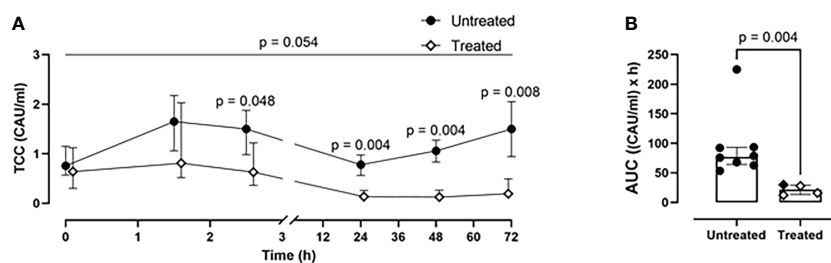 A
Untreated
Treated
p = 0.054
TCC (CAU/ml)
3
2
1
0
p = 0.048
p = 0.004
p = 0.004
p = 0.008
0 1 2 3 12 24 36 48 60 72
Time (h)
B
p = 0.004
AUC ((CAU/ml) x h)
250
200
150
100
50
0
Untreated Treated